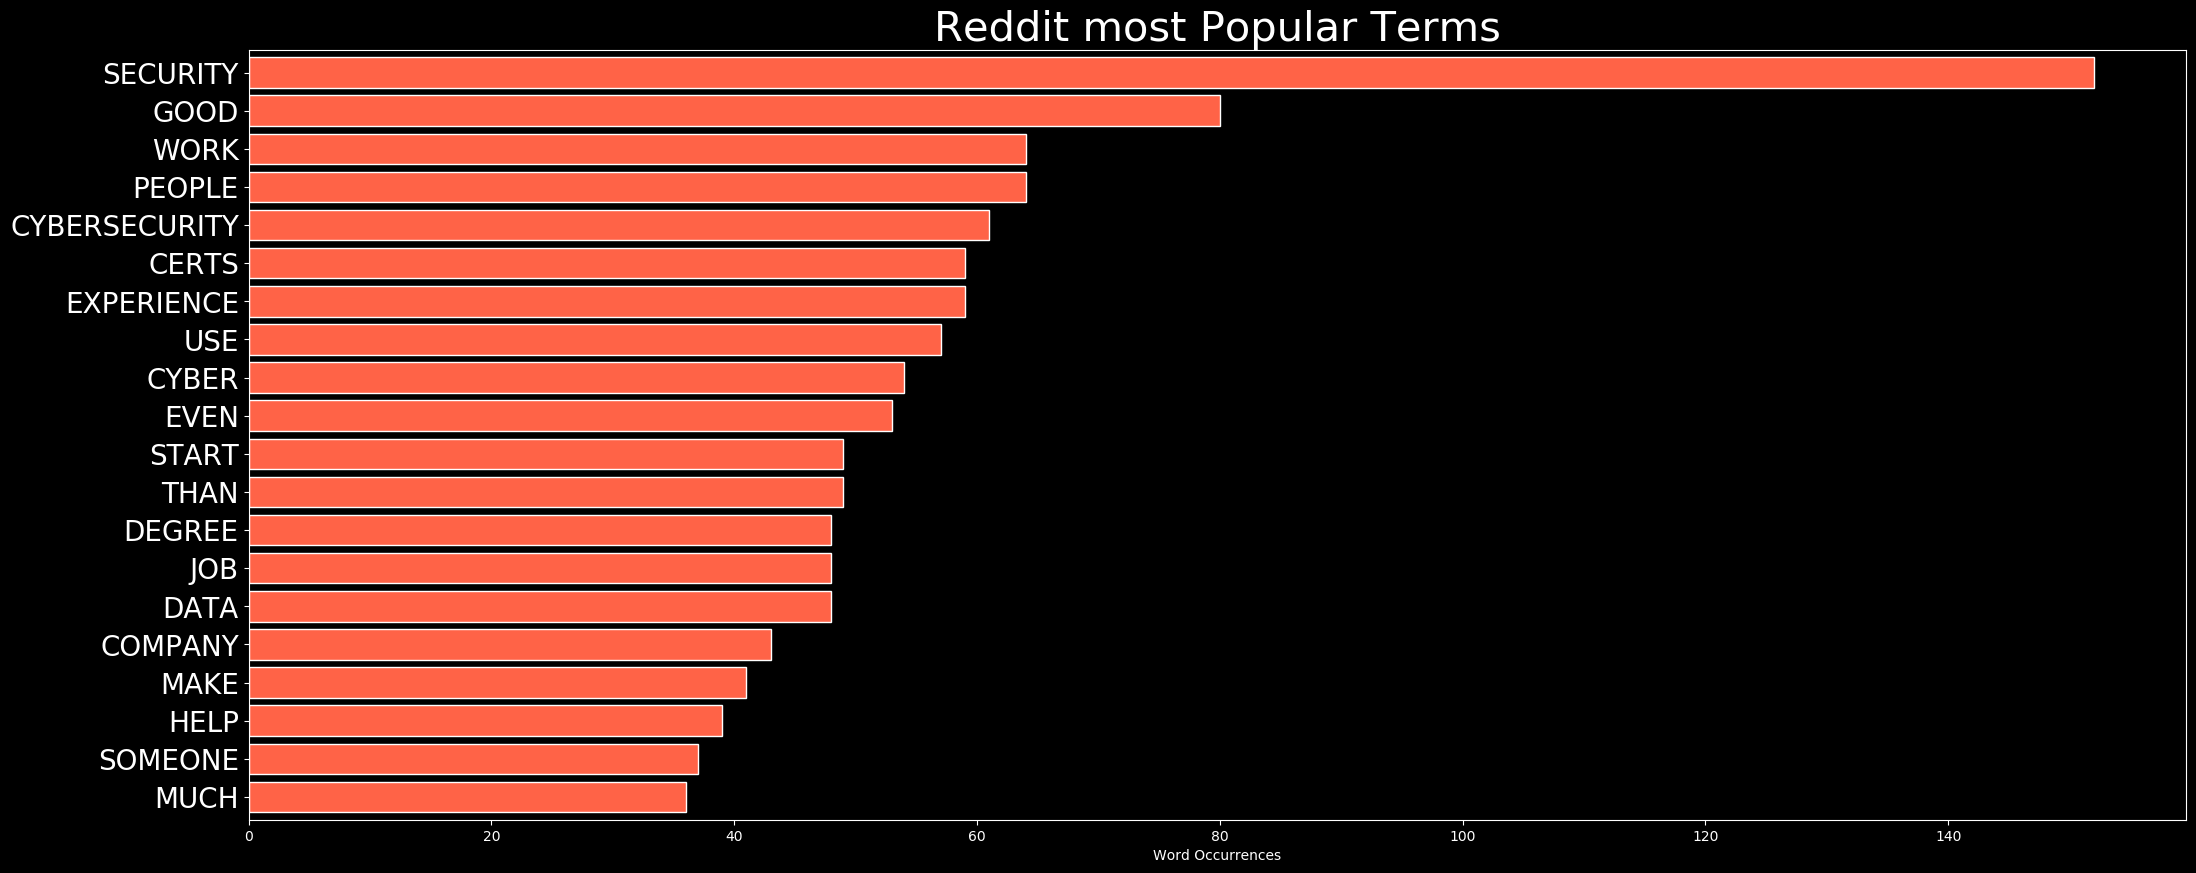 Reddit most Popular Terms
SECURITY
GOOD
WORK
PEOPLE
CYBERSECURITY
CERTS
EXPERIENCE
USE
CYBER
EVEN
START
THAN
DEGREE
JOB
DATA
COMPANY
MAKE
HELP
SOMEONE
MUCH
0 20 40 60 80 100 120 140
Word Occurrences